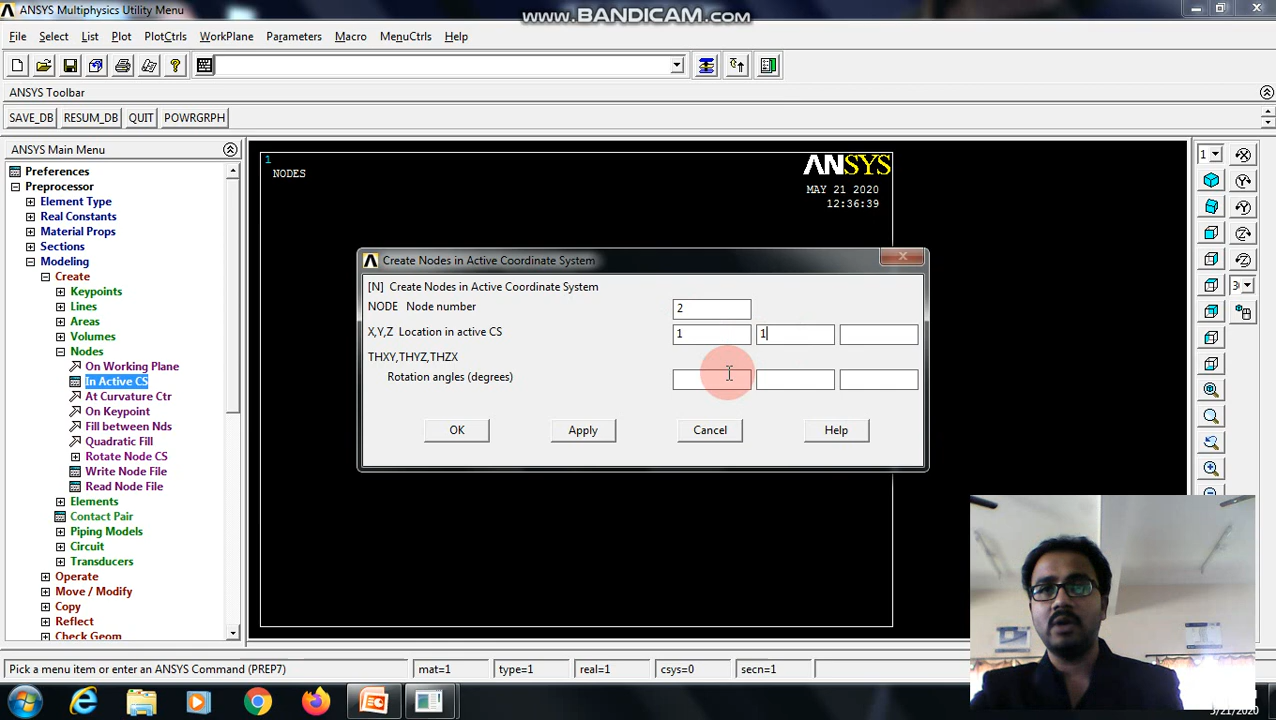 ANSYS Multiphysics Utility Menu
www.BANDICAM.com
File Select List Plot PlotCtrls WorkPlane Parameters Macro MenuCtrls Help
ANSYS Toolbar
SAVE_DB RESUM_DB QUIT POWRGRPH
ANSYS Main Menu
Preferences
Preprocessor
Element Type
Real Constants
Material Props
Sections
Modeling
Create
Keypoints
Lines
Areas
Volumes
Nodes
On Working Plane
In Active CS
At Curvature Ctr
On Keypoint
Fill between Nds
Quadratic Fill
Rotate Node CS
Write Node File
Read Node File
Elements
Contact Pair
Piping Models
Circuit
Transducers
Operate
Move / Modify
Copy
Reflect
Check Geom
1
NODES
ANSYS
MAY 21 2020
12:36:39
Create Nodes in Active Coordinate System
[N] Create Nodes in Active Coordinate System
NODE Node number 2
X,Y,Z Location in active CS 1 1
THXY,THYZ,THZX
Rotation angles (degrees)
OK Apply Cancel Help
1
Pick a menu item or enter an ANSYS Command (PREP7) mat=1 type=1 real=1 csys=0 secn=1